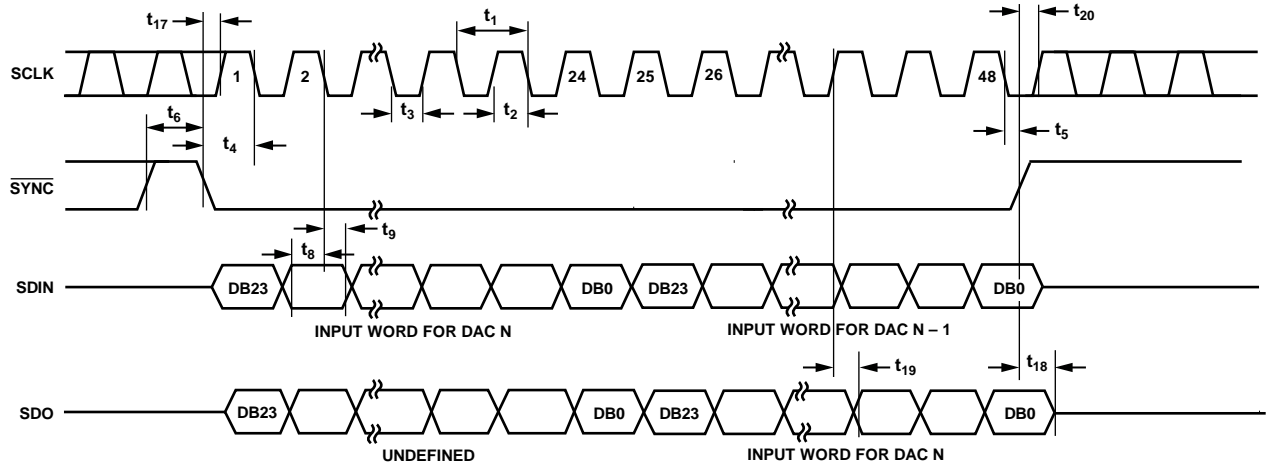 t17
t1
t20
SCLK
1
2
24
25
26
48
t6
t3
t2
t5
t4
SYNC
t9
t8
SDIN
DB23
DB0
DB23
DB0
INPUT WORD FOR DAC N
INPUT WORD FOR DAC N – 1
t19
t18
SDO
DB23
DB0
DB23
DB0
UNDEFINED
INPUT WORD FOR DAC N